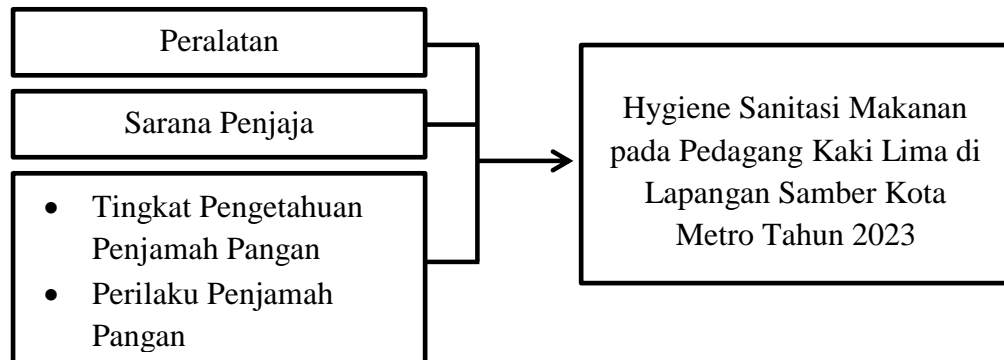 Peralatan
Sarana Penjaja
• Tingkat Pengetahuan
Penjamah Pangan
• Perilaku Penjamah
Pangan
Hygiene Sanitasi Makanan
pada Pedagang Kaki Lima di
Lapangan Samber Kota
Metro Tahun 2023